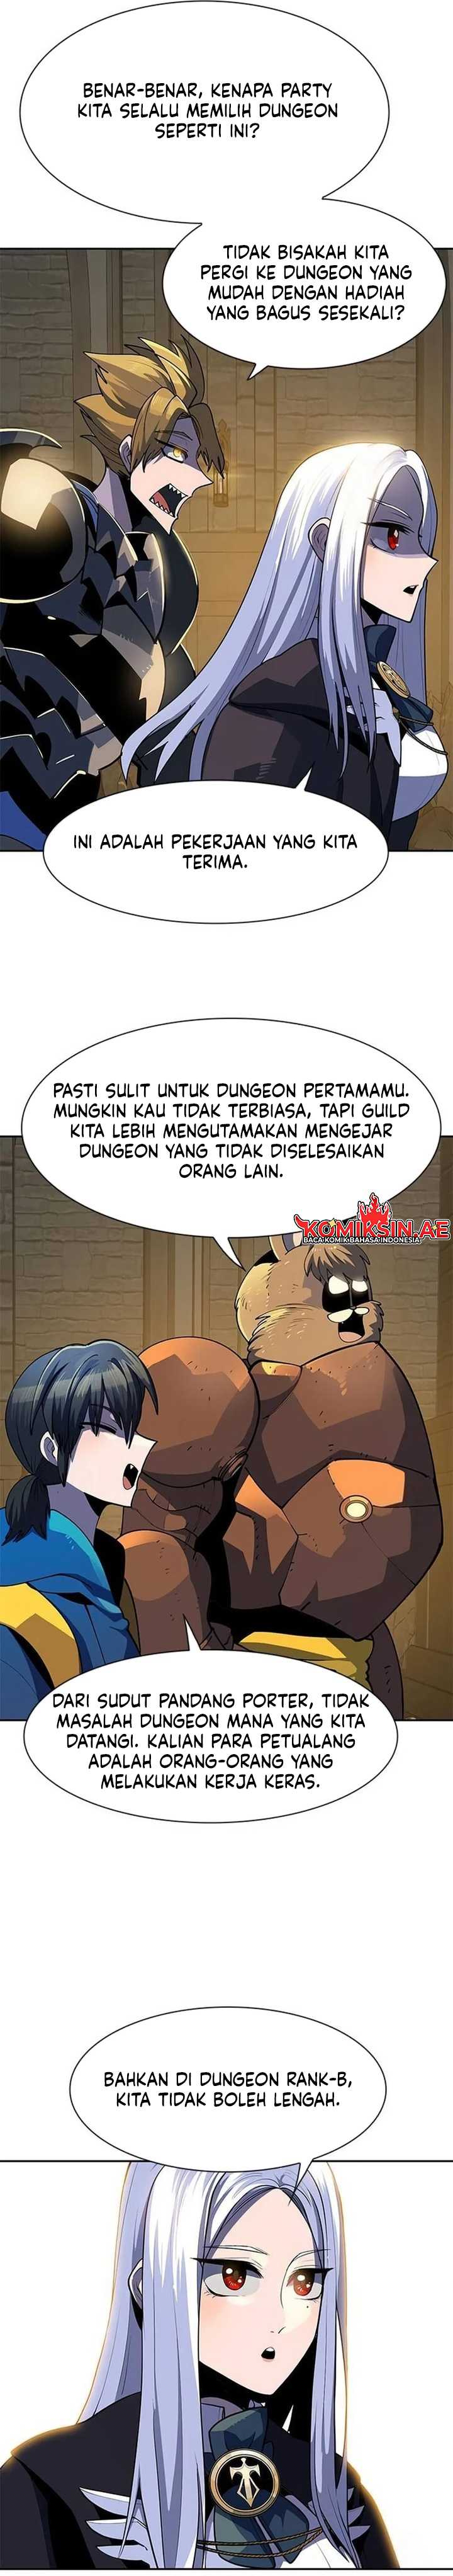 BENAR-BENAR, KENAPA PARTY
KITA SELALU MEMILIH DUNGEON
SEPERTI INI?
TIDAK BISAKAH KITA
PERGI KE DUNGEON YANG
MUDAH DENGAN HADIAH
YANG BAGUS SESEKALI?
INI ADALAH PEKERJAAN YANG KITA
TERIMA.
PASTI SULIT UNTUK DUNGEON PERTAMAMU.
MUNGKIN KAU TIDAK TERBIASA, TAPI GUILD
KITA LEBIH MENGUTAMAKAN MENGEJAR
DUNGEON YANG TIDAK DISELESAIKAN
ORANG LAIN.
KOMIKSIN.AE
BACA KOMIK BAHASA INDONESIA
DARI SUDUT PANDANG PORTER, TIDAK
MASALAH DUNGEON MANA YANG KITA
DATANGI. KALIAN PARA PETUALANG
ADALAH ORANG-ORANG YANG
MELAKUKAN KERJA KERAS.
BAHKAN DI DUNGEON RANK-B,
KITA TIDAK BOLEH LENGAH.